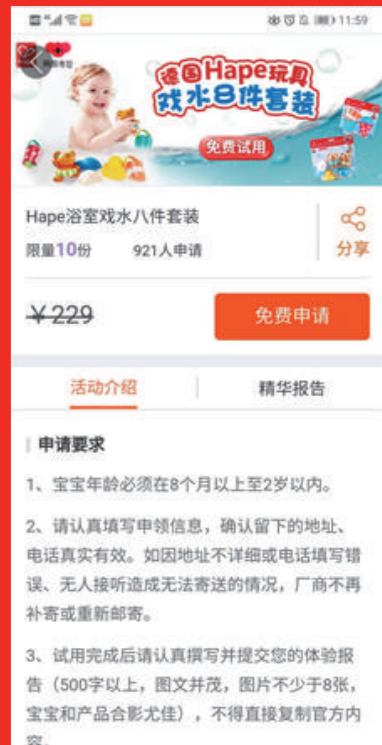 11:59
德国Hape玩具
戏水8件套装
免费试用
Hape浴室戏水八件套装
限量10份 921人申请
分享
￥229
免费申请
活动介绍
精华报告
申请要求
1、宝宝年龄必须在8个月以上至2岁以内。
2、请认真填写申领信息，确认留下的地址、
电话真实有效。如因地址不详细或电话填写错
误、无人接听造成无法寄送的情况，厂商不再
补寄或重新邮寄。
3、试用完成后请认真撰写并提交您的体验报
告（500字以上，图文并茂，图片不少于8张，
宝宝和产品合影尤佳），不得直接复制官方内
容。